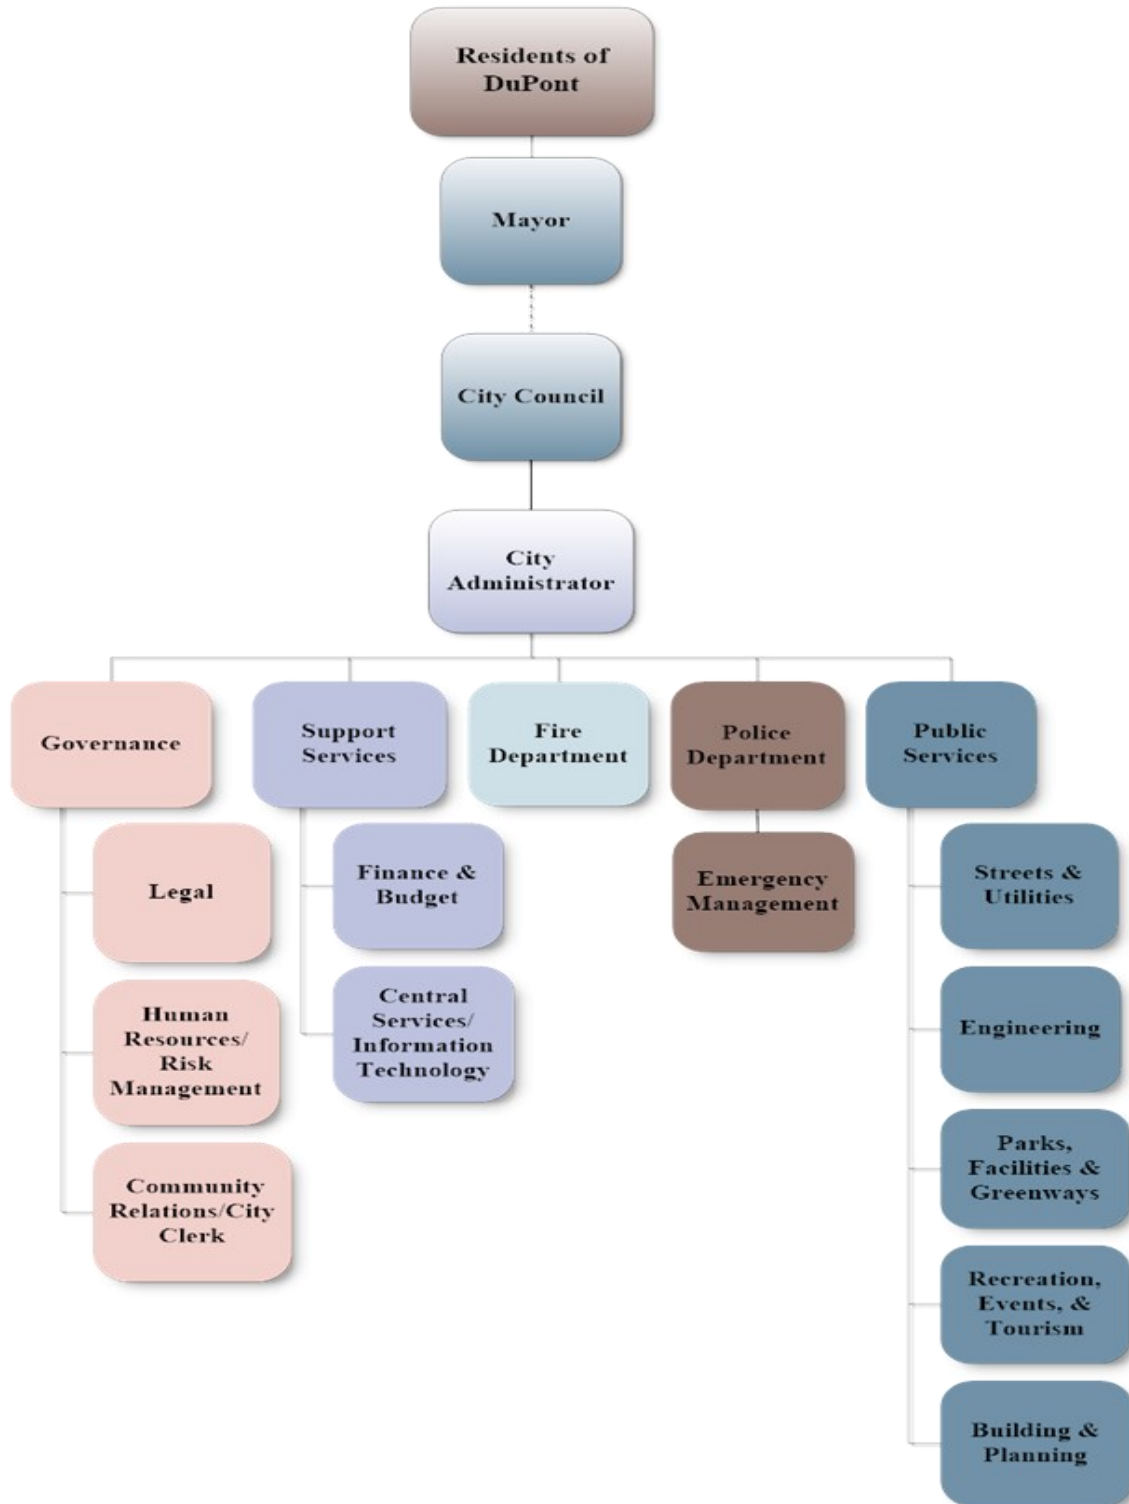 Residents of
DuPont
Mayor
City Council
City
Administrator
Governance
Support
Services
Fire
Department
Police
Department
Public
Services
Legal
Human
Resources/
Risk
Management
Community
Relations/City
Clerk
Finance &
Budget
Central
Services/
Information
Technology
Emergency
Management
Streets &
Utilities
Engineering
Parks,
Facilities &
Greenways
Recreation,
Events, &
Tourism
Building &
Planning